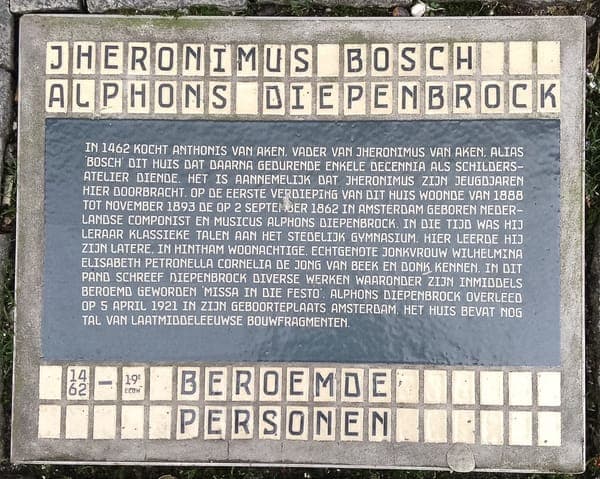 JHERONIMUS BOSCH
ALPHONS DIEPENBROCK
IN 1462 KOCHT ANTHONIS VAN AKEN, VADER VAN JHERONIMUS VAN AKEN, ALIAS
'BOSCH' DIT HUIS DAT DAARNA GEDURENDE ENKELE DECENNIA ALS SCHILDERS-
ATELIER DIENDE. HET IS AANNEMELIJK DAT JHERONIMUS ZIJN JEUGDJAREN
HIER DOORBRACHT. OP DE EERSTE VERDIEPING VAN DIT HUIS WOONDE VAN 1888
TOT NOVEMBER 1893 DE OP 2 SEPTEMBER 1862 IN AMSTERDAM GEBOREN NEDER-
LANDSE COMPONIST EN MUSICUS ALPHONS DIEPENBROCK. IN DIE TIJD WAS HIJ
LERAAR KLASSIEKE TALEN AAN HET STEDELIJK GYMNASIUM. HIER LEERDE HIJ
ZIJN LATERE, IN HINTHAM WOONACHTIGE, ECHTGENOTE JONKVROUW WILHELMINA
ELISABETH PETRONELLA CORNELIA DE JONG VAN BEEK EN DONK KENNEN. IN DIT
PAND SCHREEF DIEPENBROCK DIVERSE WERKEN WAARONDER ZIJN INMIDDELS
BEROEMD GEWORDEN 'MISSA IN DIE FESTO'. ALPHONS DIEPENBROCK OVERLEED
OP 5 APRIL 1921 IN ZIJN GEBOORTEPLAATS AMSTERDAM. HET HUIS BEVAT NOG
TAL VAN LAATMIDDELEEUWSE BOUWFRAGMENTEN.
1462 – 19e EEUW BEROEMDE
PERSONEN